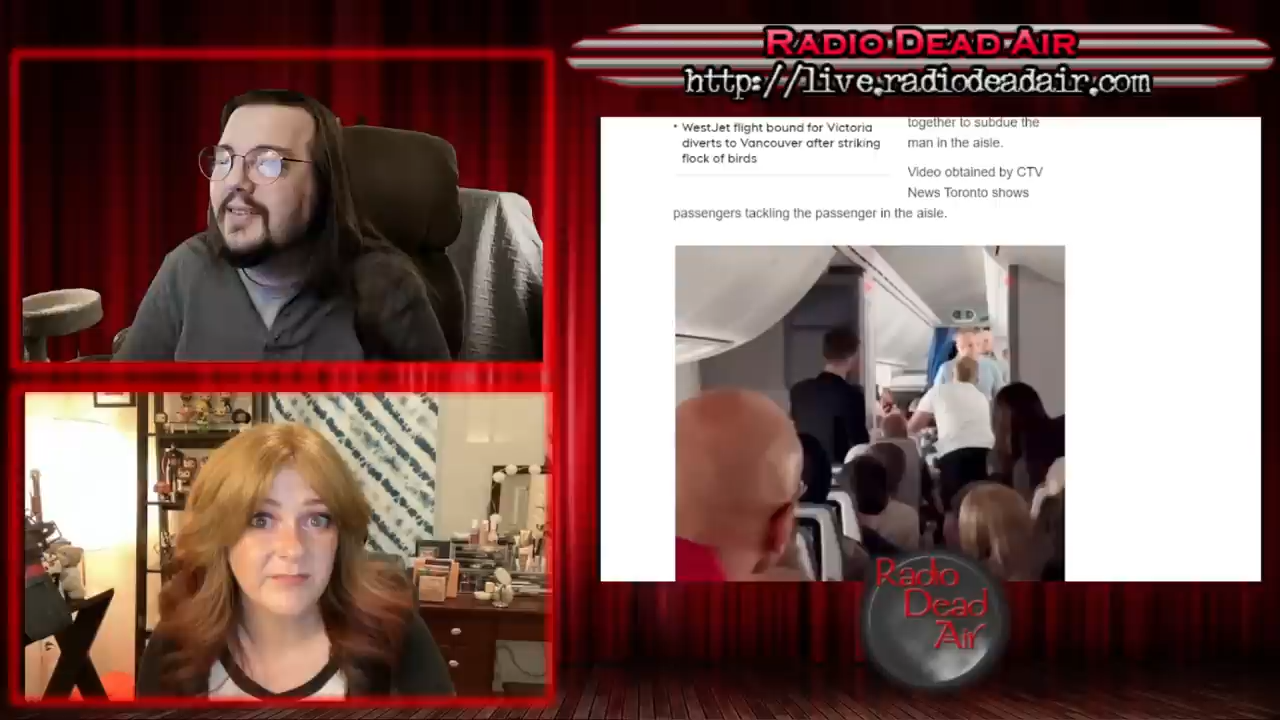 Radio Dead Air
http://live.radiodeadair.com
• WestJet flight bound for Victoria
diverts to Vancouver after striking
flock of birds
together to subdue the
man in the aisle.
Video obtained by CTV
News Toronto shows
passengers tackling the passenger in the aisle.
Radio
Dead
Air